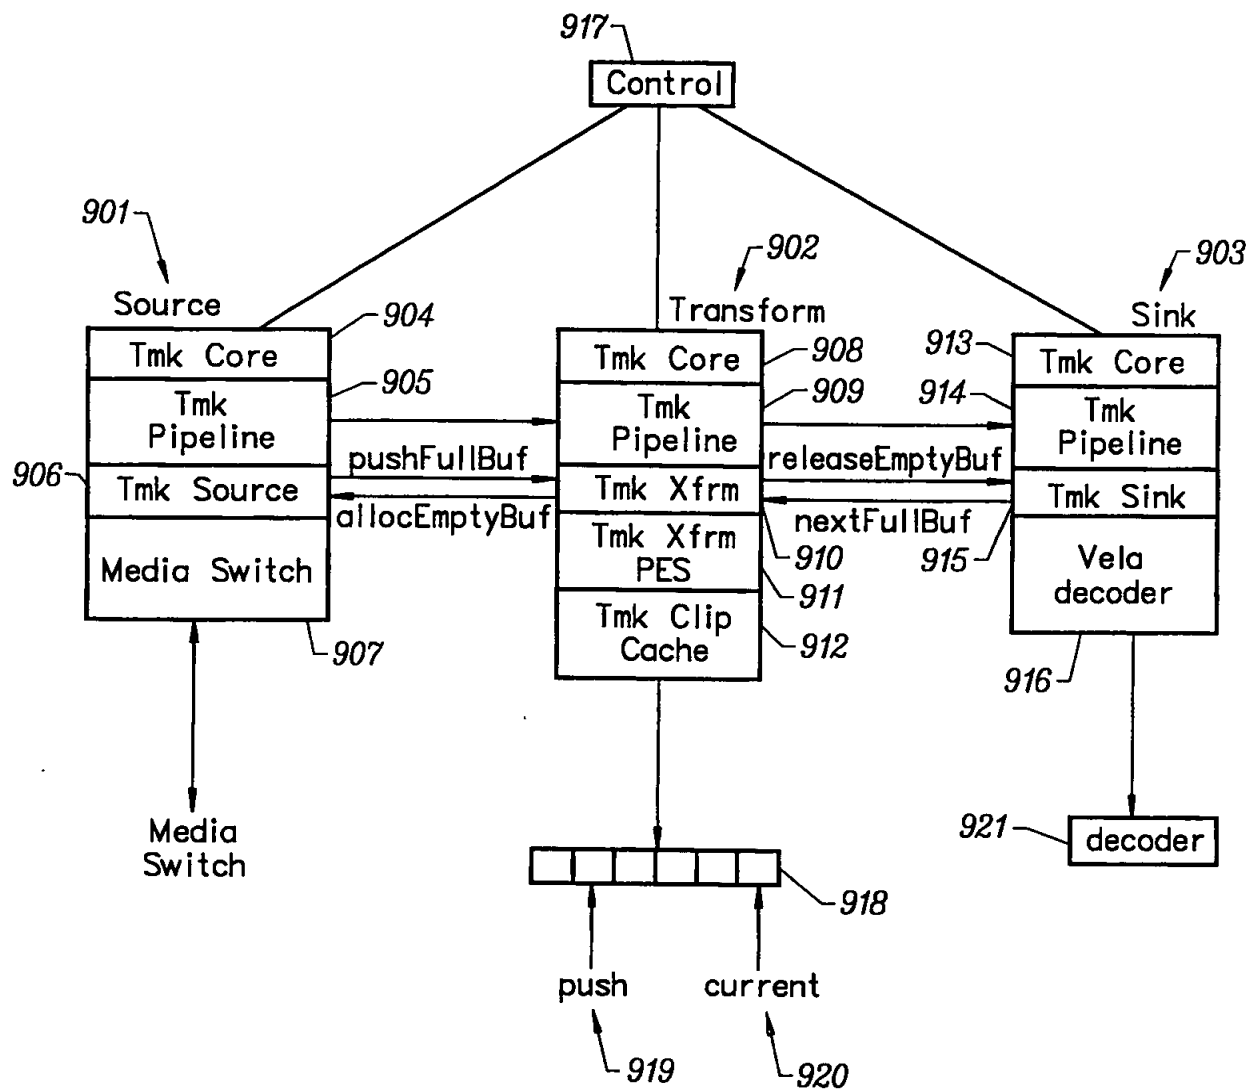 917
Control
901
902
903
Source
Transform
Sink
904
Tmk Core
Tmk Core
908
913
Tmk Core
905
Tmk
Pipeline
909
Tmk
Pipeline
914
Tmk
Pipeline
pushFullBuf
releaseEmptyBuf
906
Tmk Source
Tmk Xfrm
Tmk Sink
allocEmptyBuf
nextFullBuf
910
915
Media Switch
Tmk Xfrm
PES
911
Vela
decoder
Tmk Clip
Cache
912
907
916
Media
Switch
921
decoder
918
push
current
919
920